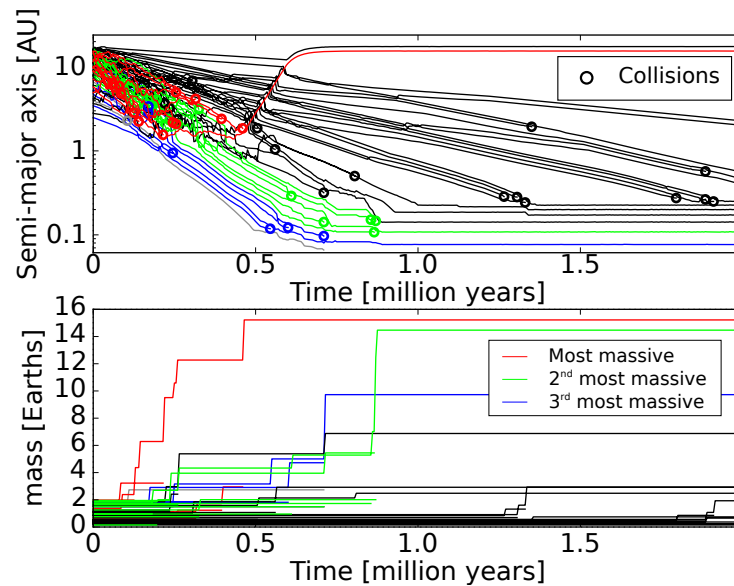 Semi-major axis [AU]
10
1
0.1
Collisions
0 0.5 1.0 1.5
Time [million years]
mass [Earths]
16
14
12
10
8
6
4
2
0
Most massive
2nd most massive
3rd most massive
0 0.5 1.0 1.5
Time [million years]